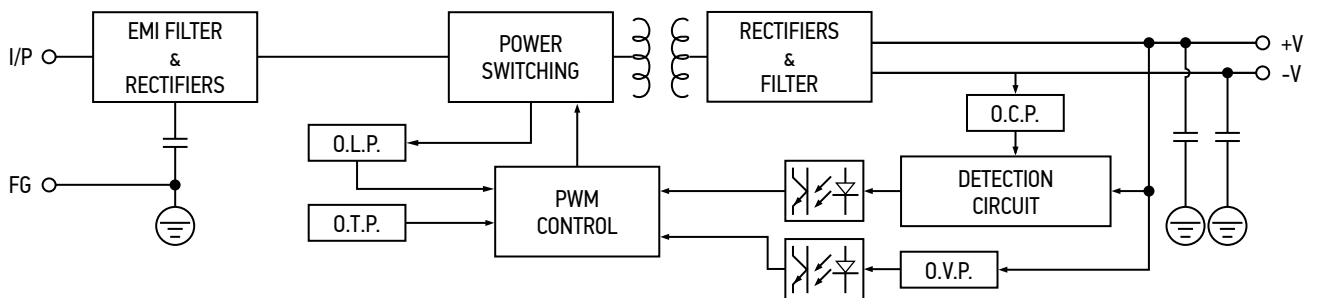 I/P
EMI FILTER
&
RECTIFIERS
POWER
SWITCHING
RECTIFIERS
&
FILTER
+V
-V
O.C.P.
O.L.P.
FG
PWM
CONTROL
DETECTION
CIRCUIT
O.T.P.
O.V.P.